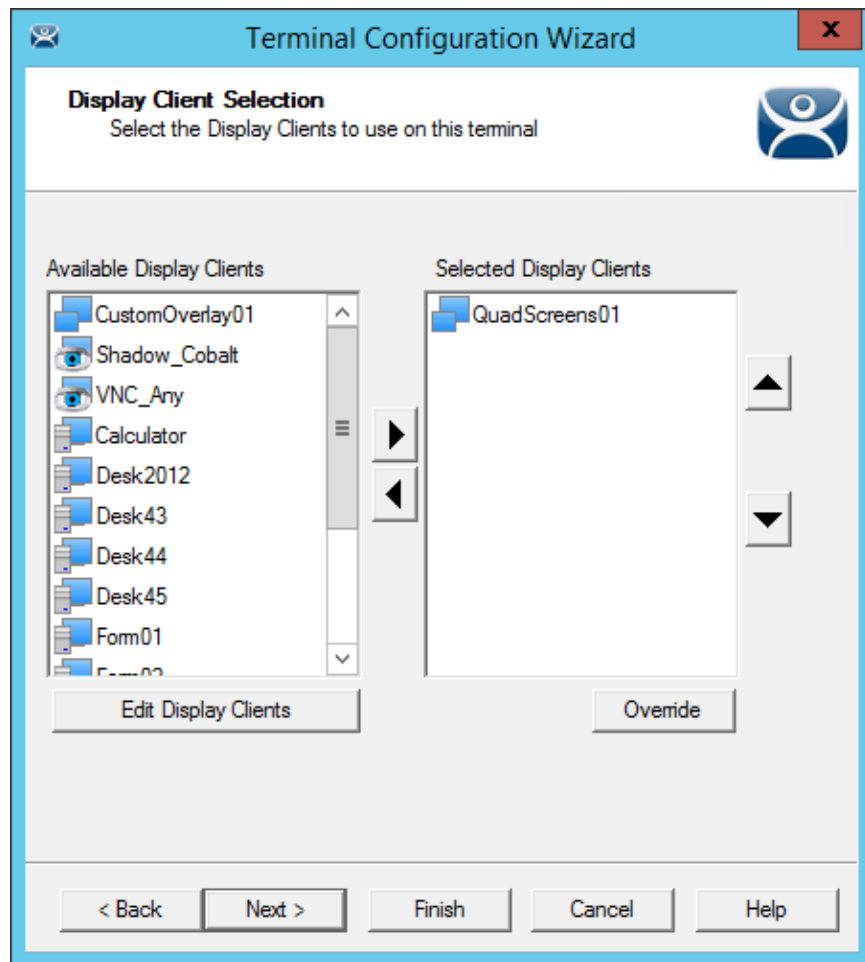 Terminal Configuration Wizard
x
Display Client Selection
Select the Display Clients to use on this terminal
Available Display Clients
CustomOverlay01
Shadow_Cobalt
VNC_Any
Calculator
Desk2012
Desk43
Desk44
Desk45
Form01
Edit Display Clients
Selected Display Clients
QuadScreens01
Override
< Back
Next >
Finish
Cancel
Help